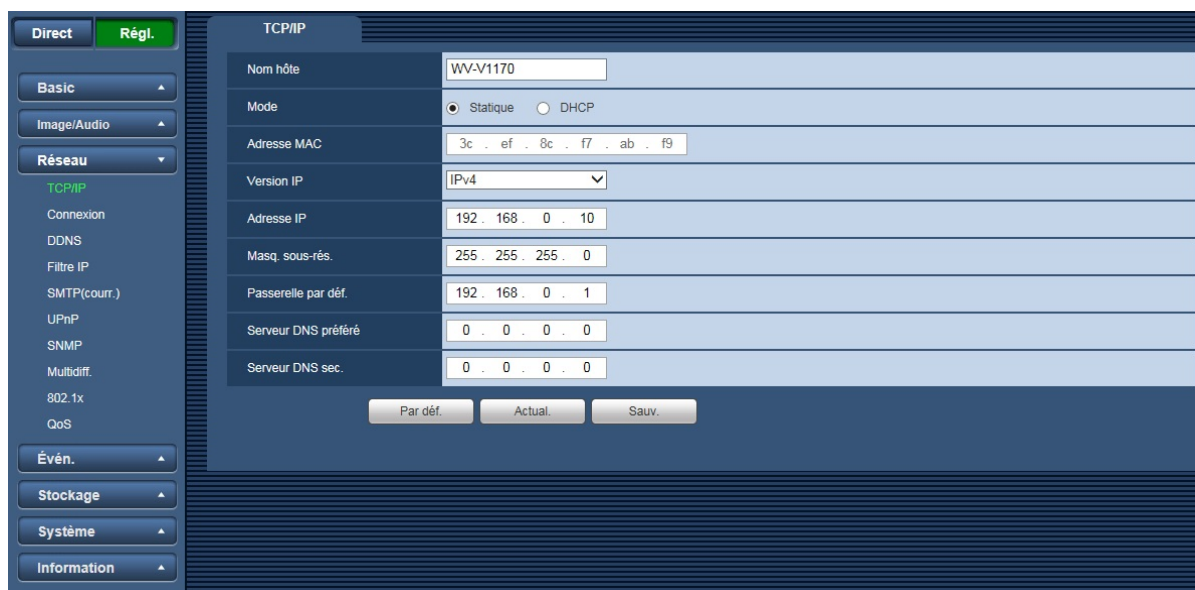 Direct Régl.
Basic
Image/Audio
Réseau
TCP/IP
Connexion
DDNS
Filtre IP
SMTP(courr.)
UPnP
SNMP
Multidiff.
802.1x
QoS
Évén.
Stockage
Système
Information
TCP/IP
Nom hôte WV-V1170
Mode Statique DHCP
Adresse MAC 3c . ef . 8c . f7 . ab . f9
Version IP IPv4
Adresse IP 192 . 168 . 0 . 10
Masq. sous-rés. 255 . 255 . 255 . 0
Passerelle par déf. 192 . 168 . 0 . 1
Serveur DNS préféré 0 . 0 . 0 . 0
Serveur DNS sec. 0 . 0 . 0 . 0
Par déf. Actual. Sauv.